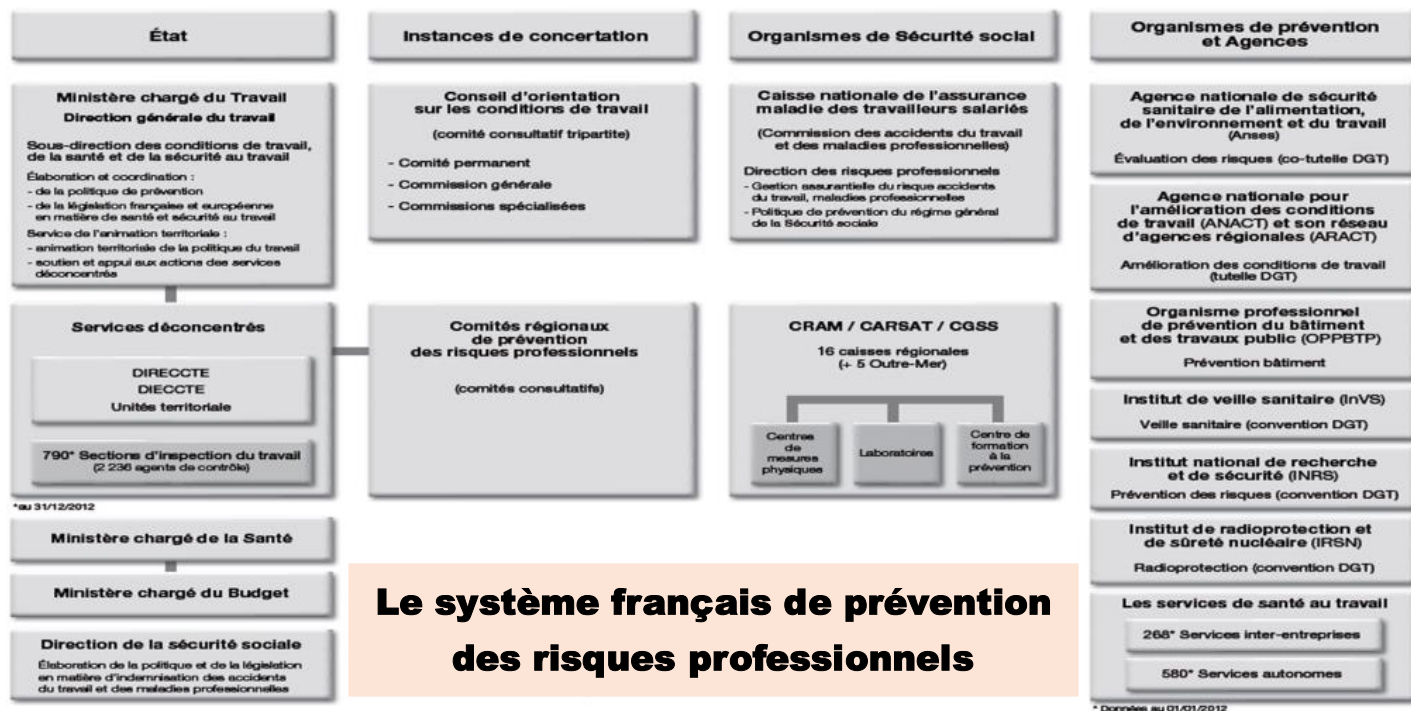 État
Ministère chargé du Travail
Direction générale du travail
Sous-direction des conditions de travail,
de la santé et de la sécurité au travail
Élaboration et coordination :
- de la politique de prévention
- de la législation française et européenne
en matière de santé et sécurité au travail
Service de l'animation territoriale :
- animation territoriale de la politique du travail
- soutien et appui aux actions des services
déconcentrés
Services déconcentrés
DIRECCTE
DIECCTE
Unités territoriale
790* Sections d'inspection du travail
(2 236 agents de contrôle)
*au 31/12/2012
Ministère chargé de la Santé
Ministère chargé du Budget
Direction de la sécurité sociale
Élaboration de la politique et de la législation
en matière d'indemnisation des accidents
du travail et des maladies professionnelles
Instances de concertation
Conseil d'orientation
sur les conditions de travail
(comité consultatif tripartite)
- Comité permanent
- Commission générale
- Commissions spécialisées
Comités régionaux
de prévention
des risques professionnels
(comités consultatifs)
Organismes de Sécurité social
Caisse nationale de l'assurance
maladie des travailleurs salariés
(Commission des accidents du travail
et des maladies professionnelles)
Direction des risques professionnels
- Gestion assurantielle du risque accidents
du travail, maladies professionnelles
- Politique de prévention du régime général
de la Sécurité sociale
CRAM / CARSAT / CGSS
16 caisses régionales
(+ 5 Outre-Mer)
Centres
de
mesures
physiques
Laboratoires
Centre de
formation
à la
prévention
Organismes de prévention
et Agences
Agence nationale de sécurité
sanitaire de l'alimentation,
de l'environnement et du travail
(Anses)
Évaluation des risques (co-tutelle DGT)
Agence nationale pour
l'amélioration des conditions
de travail (ANACT) et son réseau
d'agences régionales (ARACT)
Amélioration des conditions de travail
(tutelle DGT)
Organisme professionnel
de prévention du bâtiment
et des travaux public (OPPBTP)
Prévention bâtiment
Institut de veille sanitaire (InVS)
Veille sanitaire (convention DGT)
Institut national de recherche
et de sécurité (INRS)
Prévention des risques (convention DGT)
Institut de radioprotection et
de sûreté nucléaire (IRSN)
Radioprotection (convention DGT)
Les services de santé au travail
268* Services inter-entreprises
580* Services autonomes
* Données au 01/01/2012
Le système français de prévention
des risques professionnels